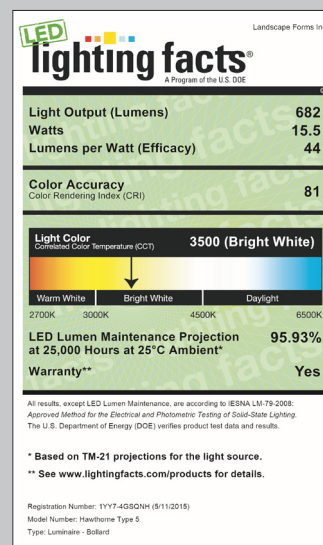 LED
Landscape Forms In
lighting facts®
A Program of the U.S. DOE
Light Output (Lumens) 682
Watts 15.5
Lumens per Watt (Efficacy) 44
Color Accuracy 81
Color Rendering Index (CRI)
Light Color
Correlated Color Temperature (CCT) 3500 (Bright White)
Warm White Bright White Daylight
2700K 3000K 4500K 6500K
LED Lumen Maintenance Projection 95.93%
at 25,000 Hours at 25°C Ambient*
Warranty** Yes
All results, except LED Lumen Maintenance, are according to IESNA LM-79-2008:
Approved Method for the Electrical and Photometric Testing of Solid-State Lighting.
The U.S. Department of Energy (DOE) verifies product test data and results.
* Based on TM-21 projections for the light source.
** See www.lightingfacts.com/products for details.
Registration Number: 1YY7-4GSQNH (5/11/2015)
Model Number: Hawthorne Type 5
Type: Luminaire - Bollard